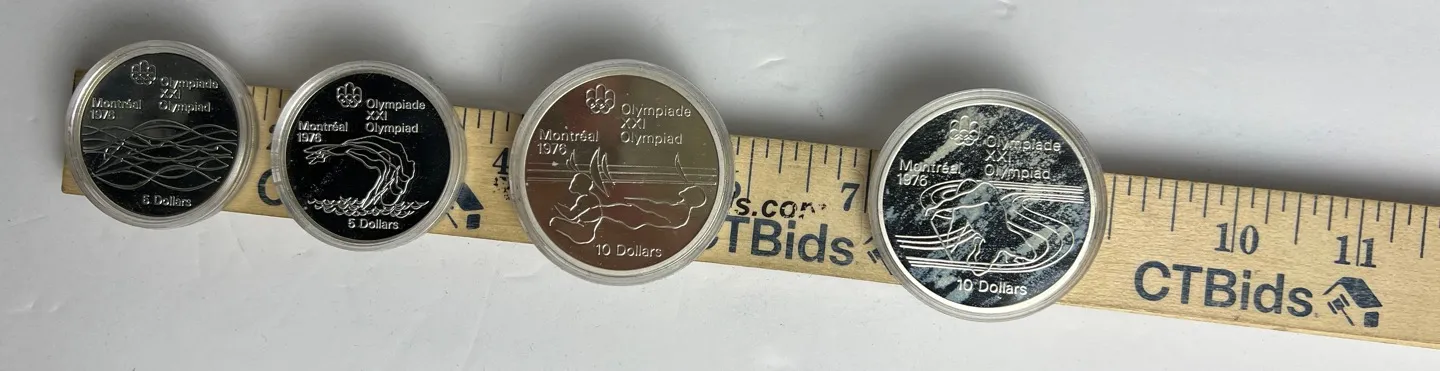 Olympiade
XXI
Olympiad
Montréal
1976
5 Dollars
Olympiade
XXI
Olympiad
Montréal
1976
5 Dollars
Olympiade
XXI
Olympiad
Montréal
1976
10 Dollars
Olympiade
XXI
Olympiad
Montréal
1976
10 Dollars
4
7
10
11
s.com
CTBids
CTBids